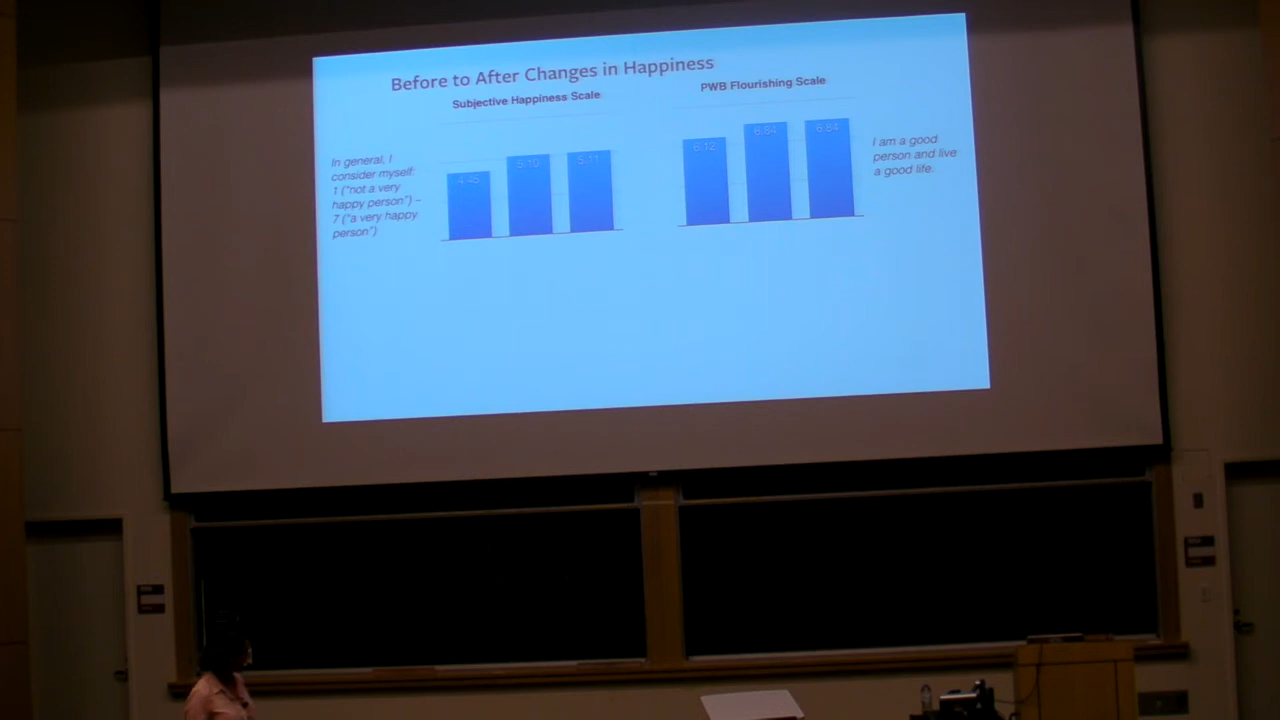 Before to After Changes in Happiness
Subjective Happiness Scale
PWB Flourishing Scale
In general, I
consider myself:
1 ("not a very
happy person") –
7 ("a very happy
person")
4.46
5.10
5.11
6.12
6.84
6.84
I am a good
person and live
a good life.